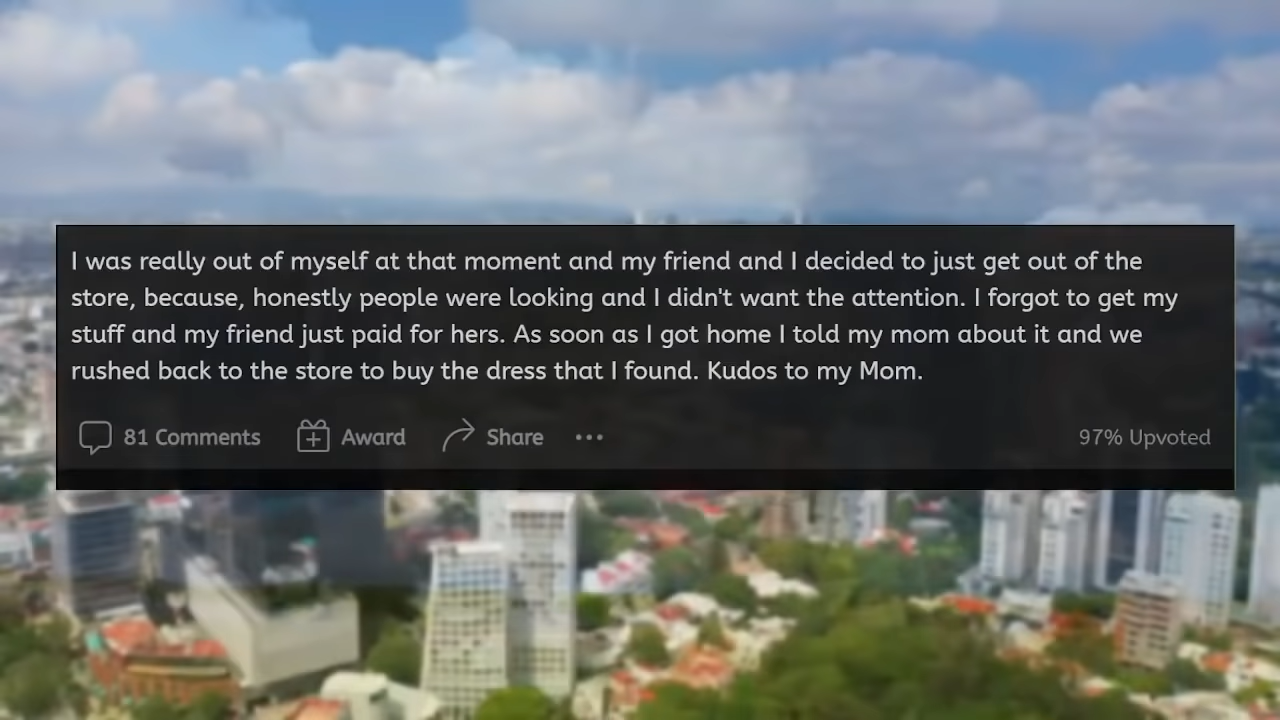 I was really out of myself at that moment and my friend and I decided to just get out of the
store, because, honestly people were looking and I didn't want the attention. I forgot to get my
stuff and my friend just paid for hers. As soon as I got home I told my mom about it and we
rushed back to the store to buy the dress that I found. Kudos to my Mom.
81 Comments Award Share 97% Upvoted